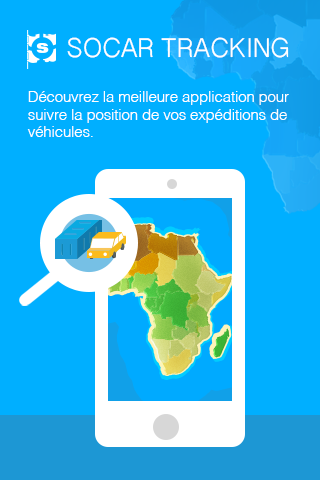 S SOCAR TRACKING
Découvrez la meilleure application pour
suivre la position de vos expéditions de
véhicules.